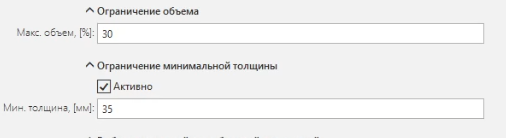 Ограничение объема
Макс. объем, [%]: 30
Ограничение минимальной толщины
Активно
Мин. толщина, [мм]: 35